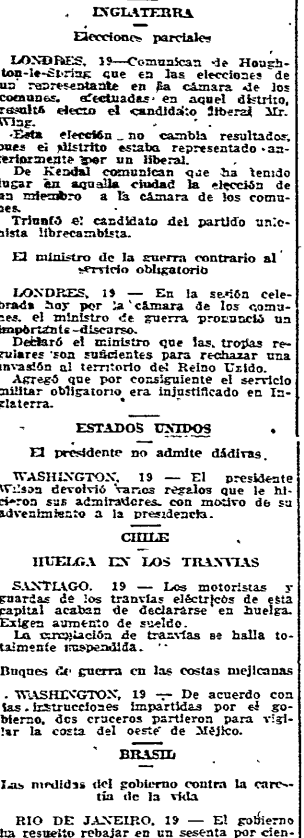 INGLATERRA
Elecciones parciales
LONDRES, 19—Comunican de Hough-
ton-le-Spring que en las elecciones de
un representante en la cámara de los
comunes, efectuadas en aquel distrito,
resultó electo el candidato liberal Mr.
Wing.
Esta elección no cambia resultados,
pues el distrito estaba representado an-
teriormente por un liberal.
De Kendal comunican que ha tenido
lugar en aquella ciudad la elección de
un miembro a la cámara de los comu-
nes.
Triunfó el candidato del partido unio-
nista librecambista.
El ministro de la guerra contrario al
servicio obligatorio
LONDRES, 19 — En la sesión cele-
brada hoy por la cámara de los comu-
nes, el ministro de guerra pronunció un
importante discurso.
Declaró el ministro que las tropas re-
gulares son suficientes para rechazar una
invasión al territorio del Reino Unido.
Agregó que por consiguiente el servicio
militar obligatorio era injustificado en In-
glaterra.
ESTADOS UNIDOS
El presidente no admite dádivas.
WASHINGTON, 19 — El presidente
Wilson devolvió varios regalos que le hi-
cieron sus admiradores con motivo de su
advenimiento a la presidencia.
CHILE
HUELGA EN LOS TRANVIAS
SANTIAGO, 19 — Los motoristas y
guardas de los tranvías eléctricos de esta
capital acaban de declararse en huelga.
Exigen aumento de sueldo.
La circulación de tranvías se halla to-
talmente suspendida.
Buques de guerra en las costas mejicanas
WASHINGTON, 19 — De acuerdo con
las instrucciones impartidas por el go-
bierno, dos cruceros partieron para vigi-
lar la costa del oeste de Méjico.
BRASIL
Las medidas del gobierno contra la cares-
tía de la vida
RIO DE JANEIRO, 19 — El gobierno
ha resuelto rebajar en un sesenta por cien-